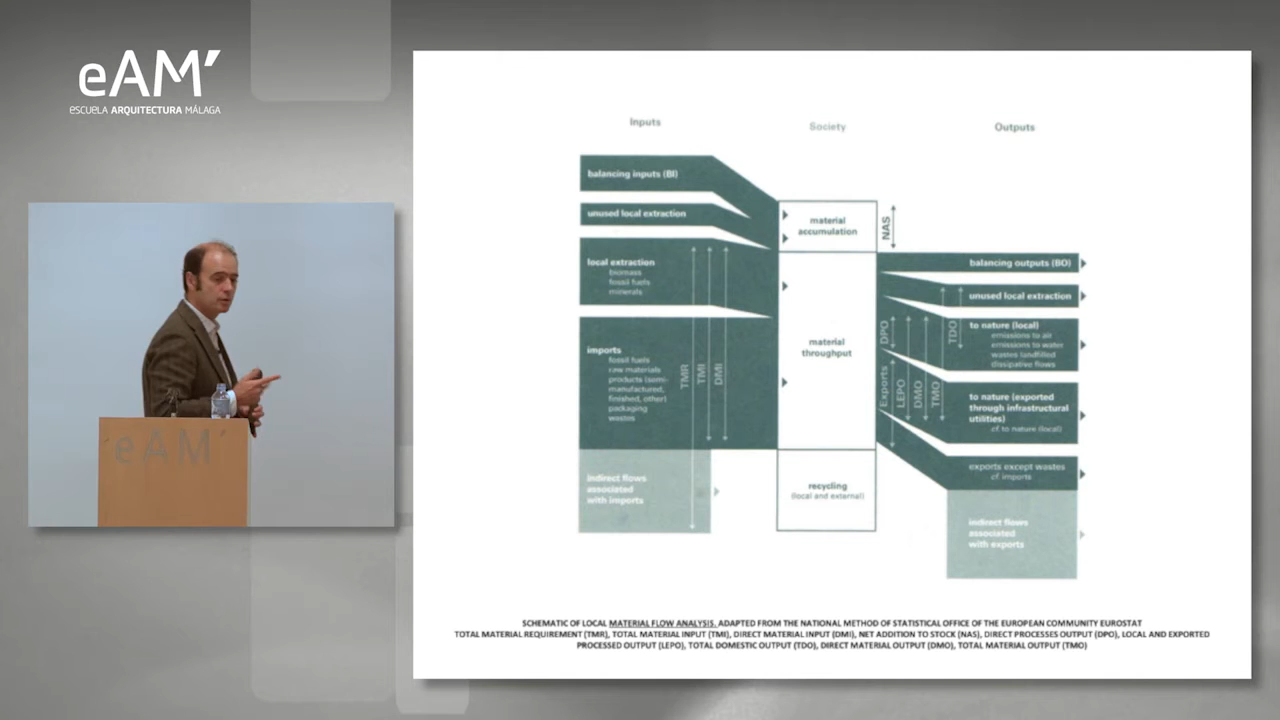 eAM'
eSCUELA ARQUITECTURA MÁLAGA
eAM'
Inputs
Society
Outputs
balancing inputs (BI)
unused local extraction
local extraction
biomass
fossil fuels
minerals
imports
fossil fuels
raw materials
products (semi-
manufactured,
finished, other)
packaging
wastes
TMR
TMI
DMI
indirect flows
associated
with imports
material
accumulation
NAS
material
throughput
recycling
(local and external)
DPO
Exports
LEPO
DMO
TMO
TDO
balancing outputs (BO)
unused local extraction
to nature (local)
emissions to air
emissions to water
wastes landfilled
dissipative flows
to nature (exported
through infrastructural
utilities)
cf. to nature (local)
exports except wastes
cf. imports
indirect flows
associated
with exports
SCHEMATIC OF LOCAL MATERIAL FLOW ANALYSIS. ADAPTED FROM THE NATIONAL METHOD OF STATISTICAL OFFICE OF THE EUROPEAN COMMUNITY EUROSTAT
TOTAL MATERIAL REQUIREMENT (TMR), TOTAL MATERIAL INPUT (TMI), DIRECT MATERIAL INPUT (DMI), NET ADDITION TO STOCK (NAS), DIRECT PROCESSES OUTPUT (DPO), LOCAL AND EXPORTED
PROCESSED OUTPUT (LEPO), TOTAL DOMESTIC OUTPUT (TDO), DIRECT MATERIAL OUTPUT (DMO), TOTAL MATERIAL OUTPUT (TMO)